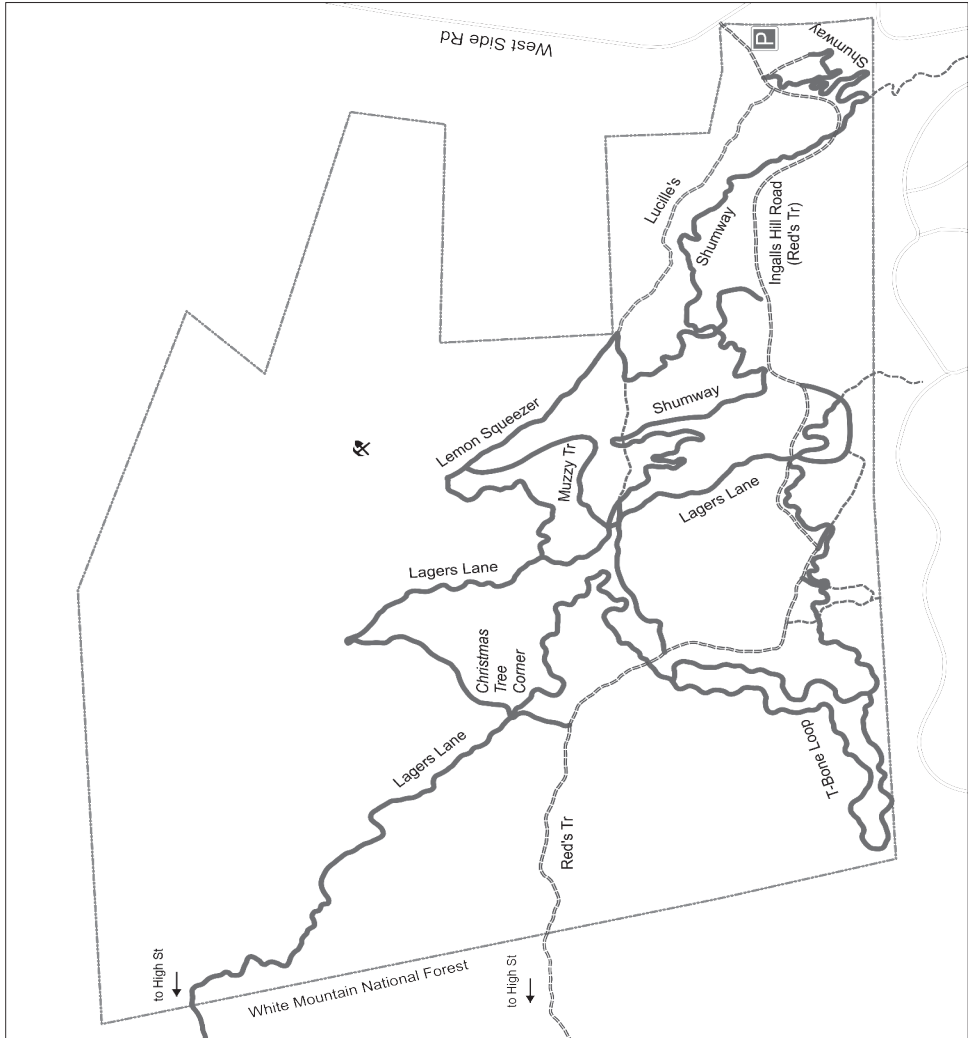 West Side Rd
P
Shumway
Lucille's
Shumway
Ingalls Hill Road
(Red's Tr)
Lemon Squeezer
Shumway
Muzzy Tr
Lagers Lane
Lagers Lane
Christmas
Tree
Corner
Lagers Lane
T-Bone Loop
Red's Tr
to High St
White Mountain National Forest
to High St